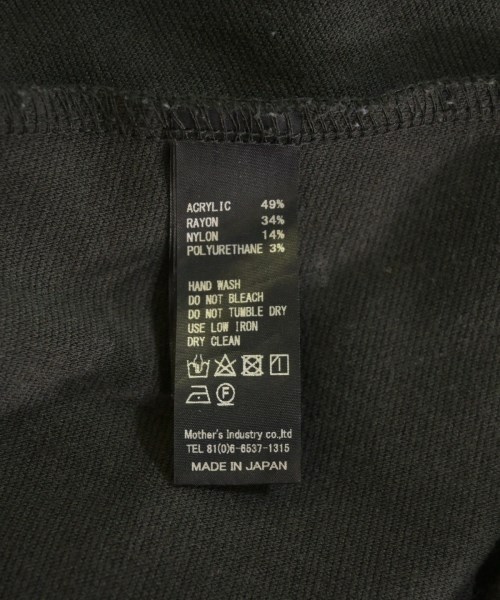 ACRYLIC 49%
RAYON 34%
NYLON 14%
POLYURETHANE 3%
HAND WASH
DO NOT BLEACH
DO NOT TUMBLE DRY
USE LOW IRON
DRY CLEAN
F
Mother's Industry co.,ltd
TEL 81(0)6-6537-1315
MADE IN JAPAN